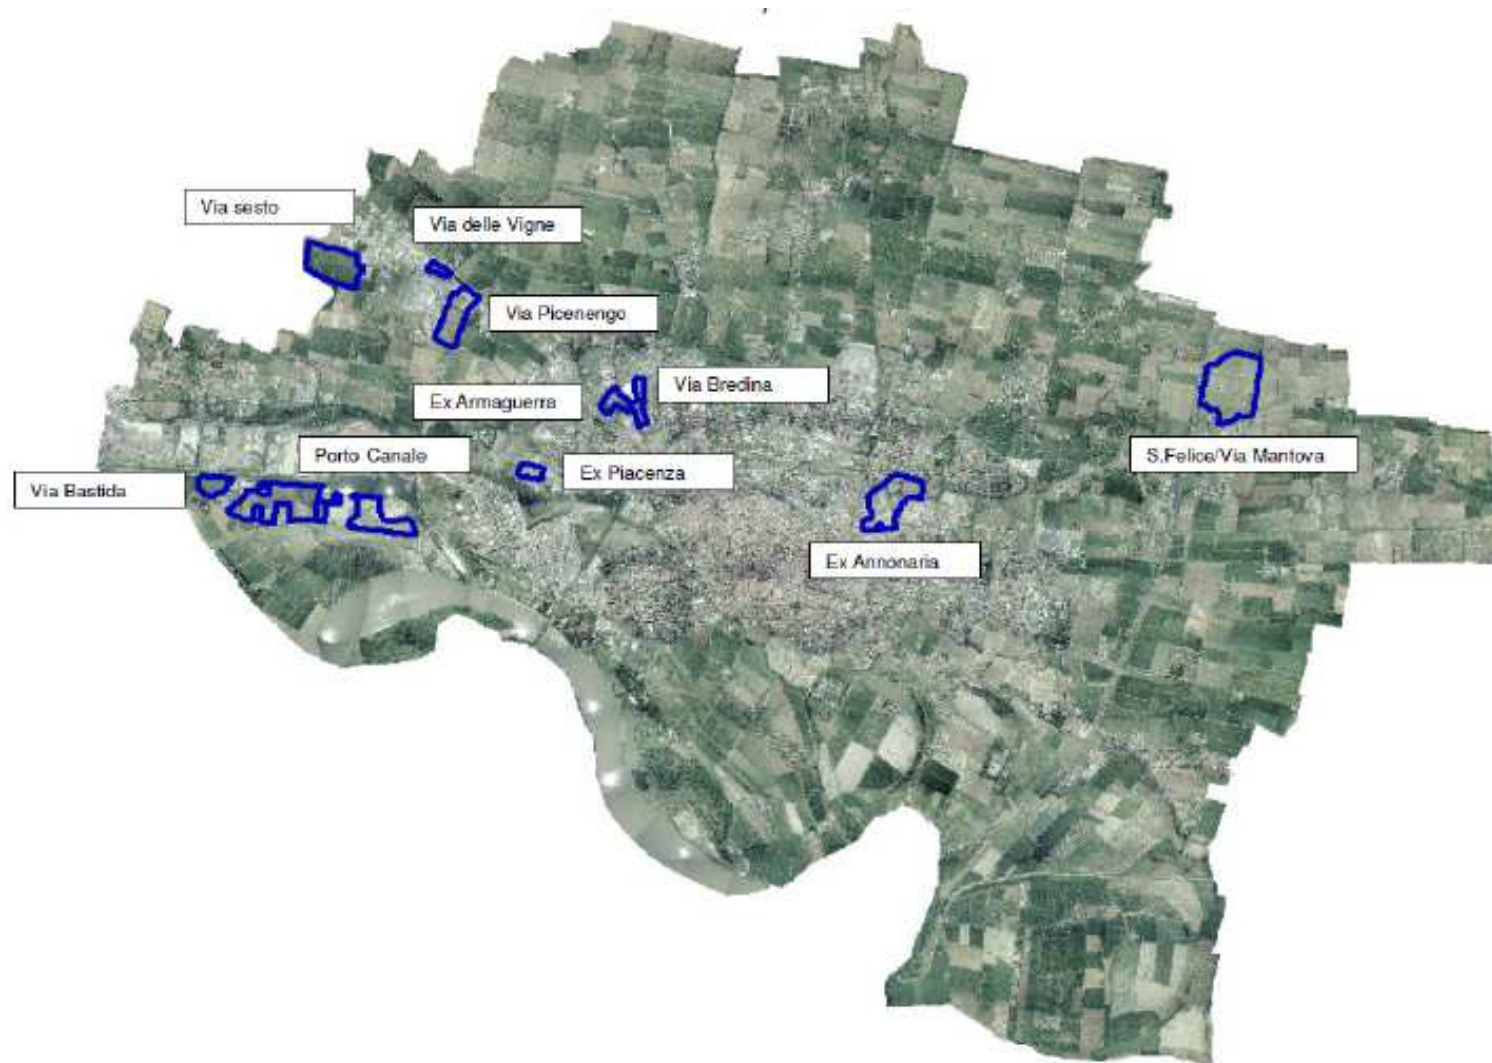 Via sesto
Via delle Vigne
Via Picenengo
Via Bredina
Ex Armaguerra
Porto Canale
Ex Piacenza
S.Felice/Via Mantova
Via Bastida
Ex Annonaria